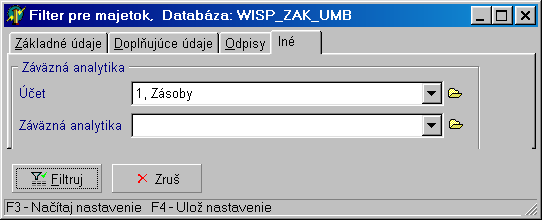 Filter pre majetok, Databáza: WISP_ZAK_UMB
Základné údaje Doplňujúce údaje Odpisy Iné
Záväzná analytika
Účet 1, Zásoby
Záväzná analytika
Filtruj Zruš
F3 - Načítaj nastavenie F4 - Ulož nastavenie